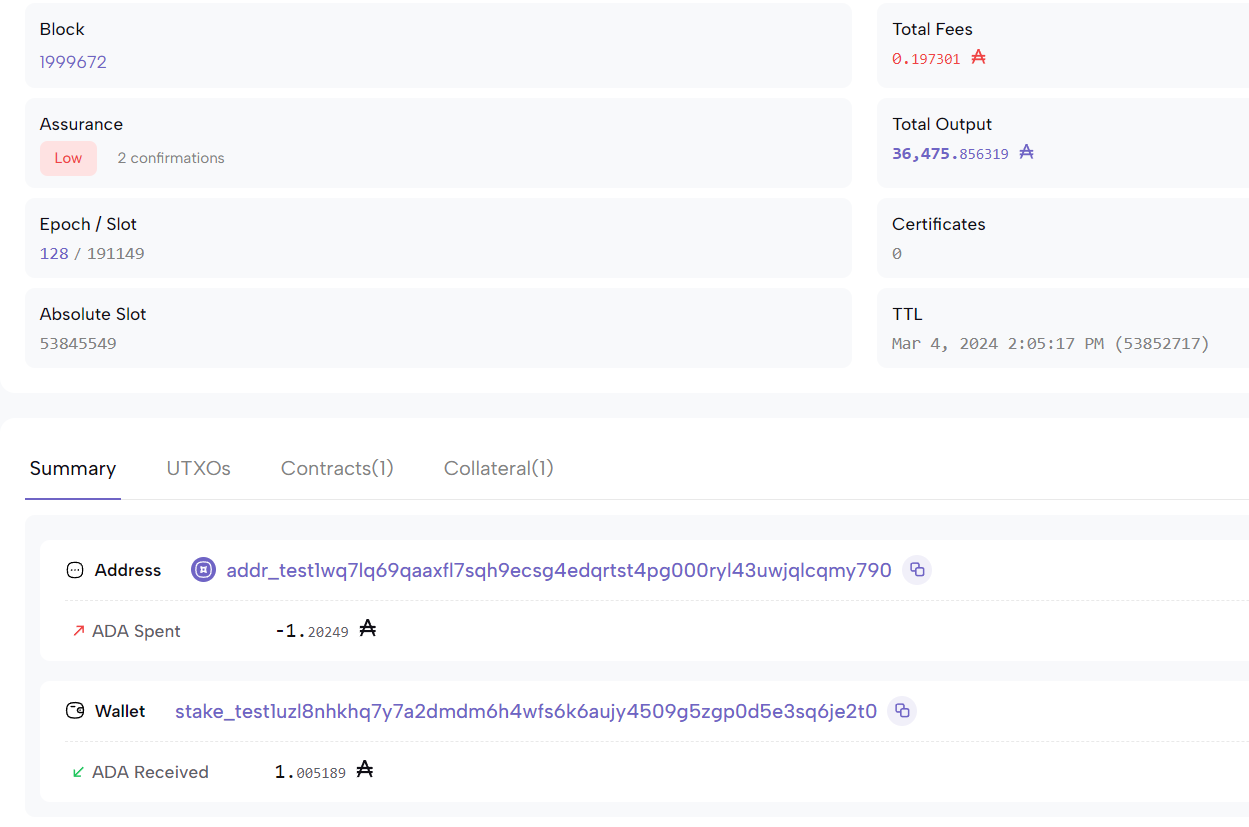 Block
1999672
Total Fees
0.197301 ₳
Assurance
Low 2 confirmations
Total Output
36,475.856319 ₳
Epoch / Slot
128 / 191149
Certificates
0
Absolute Slot
53845549
TTL
Mar 4, 2024 2:05:17 PM (53852717)
Summary UTXOs Contracts(1) Collateral(1)
Address addr_test1wq7lq69qaaxfl7sqh9ecsg4edqrtst4pg000ryl43uwjqlcqmy790
ADA Spent -1.20249 ₳
Wallet stake_test1uzl8nhkhq7y7a2dmdm6h4wfs6k6aujy4509g5zgp0d5e3sq6je2t0
ADA Received 1.005189 ₳